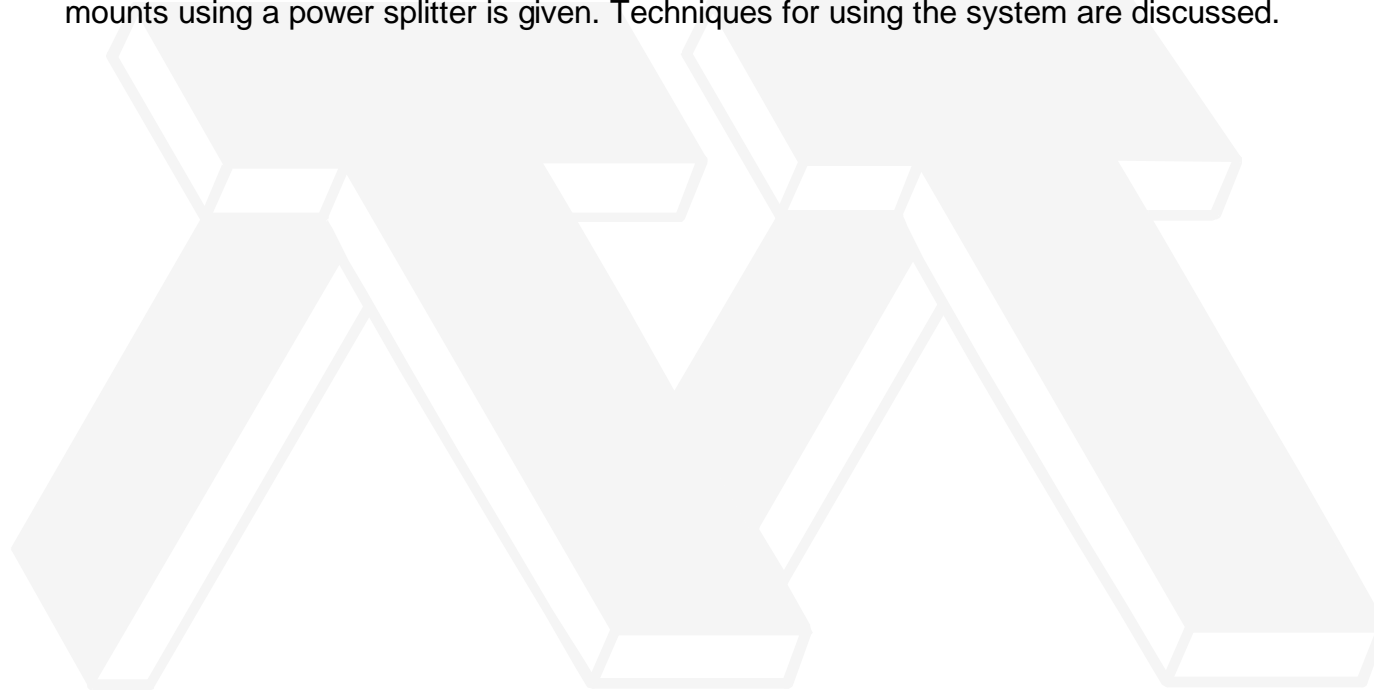 mounts using a power splitter is given. Techniques for using the system are discussed.